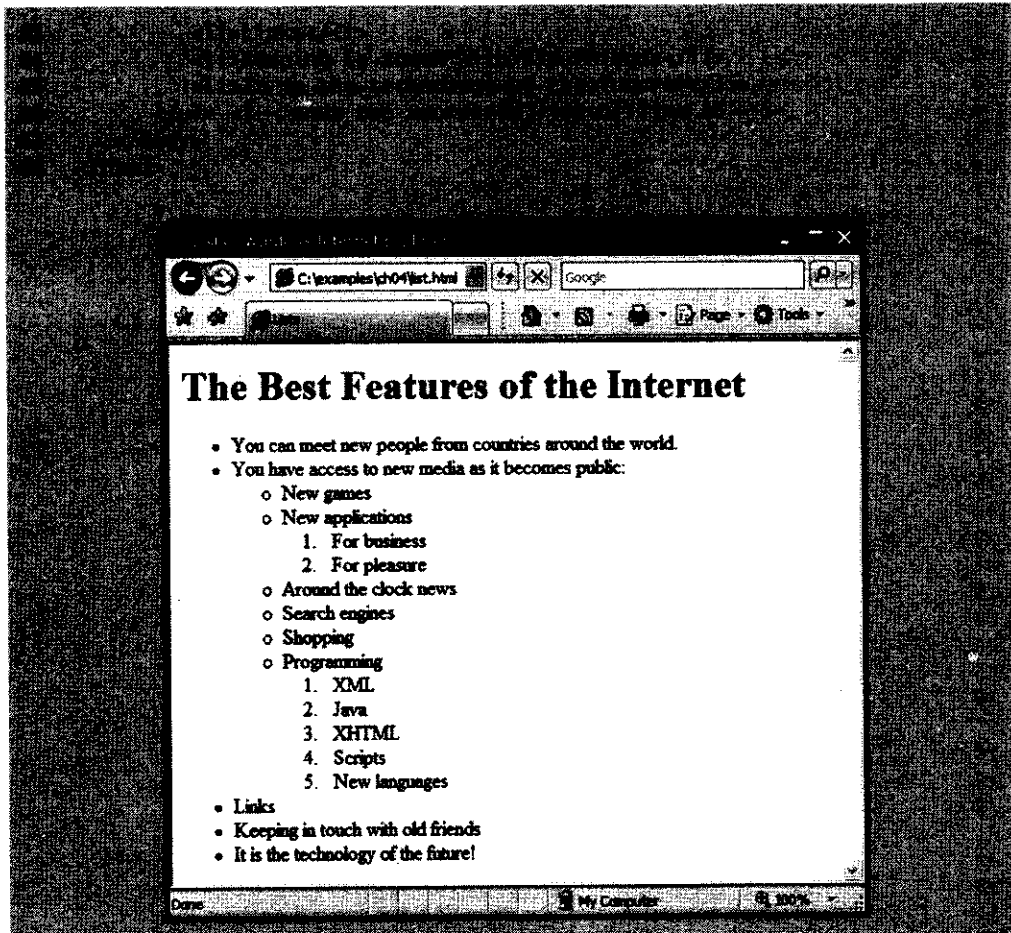 C:\examples\ch04\list.html Google
Page Tools
The Best Features of the Internet
• You can meet new people from countries around the world.
• You have access to new media as it becomes public:
o New games
o New applications
1. For business
2. For pleasure
o Around the clock news
o Search engines
o Shopping
o Programming
1. XML
2. Java
3. XHTML
4. Scripts
5. New languages
• Links
• Keeping in touch with old friends
• It is the technology of the future!
Done My Computer 100%